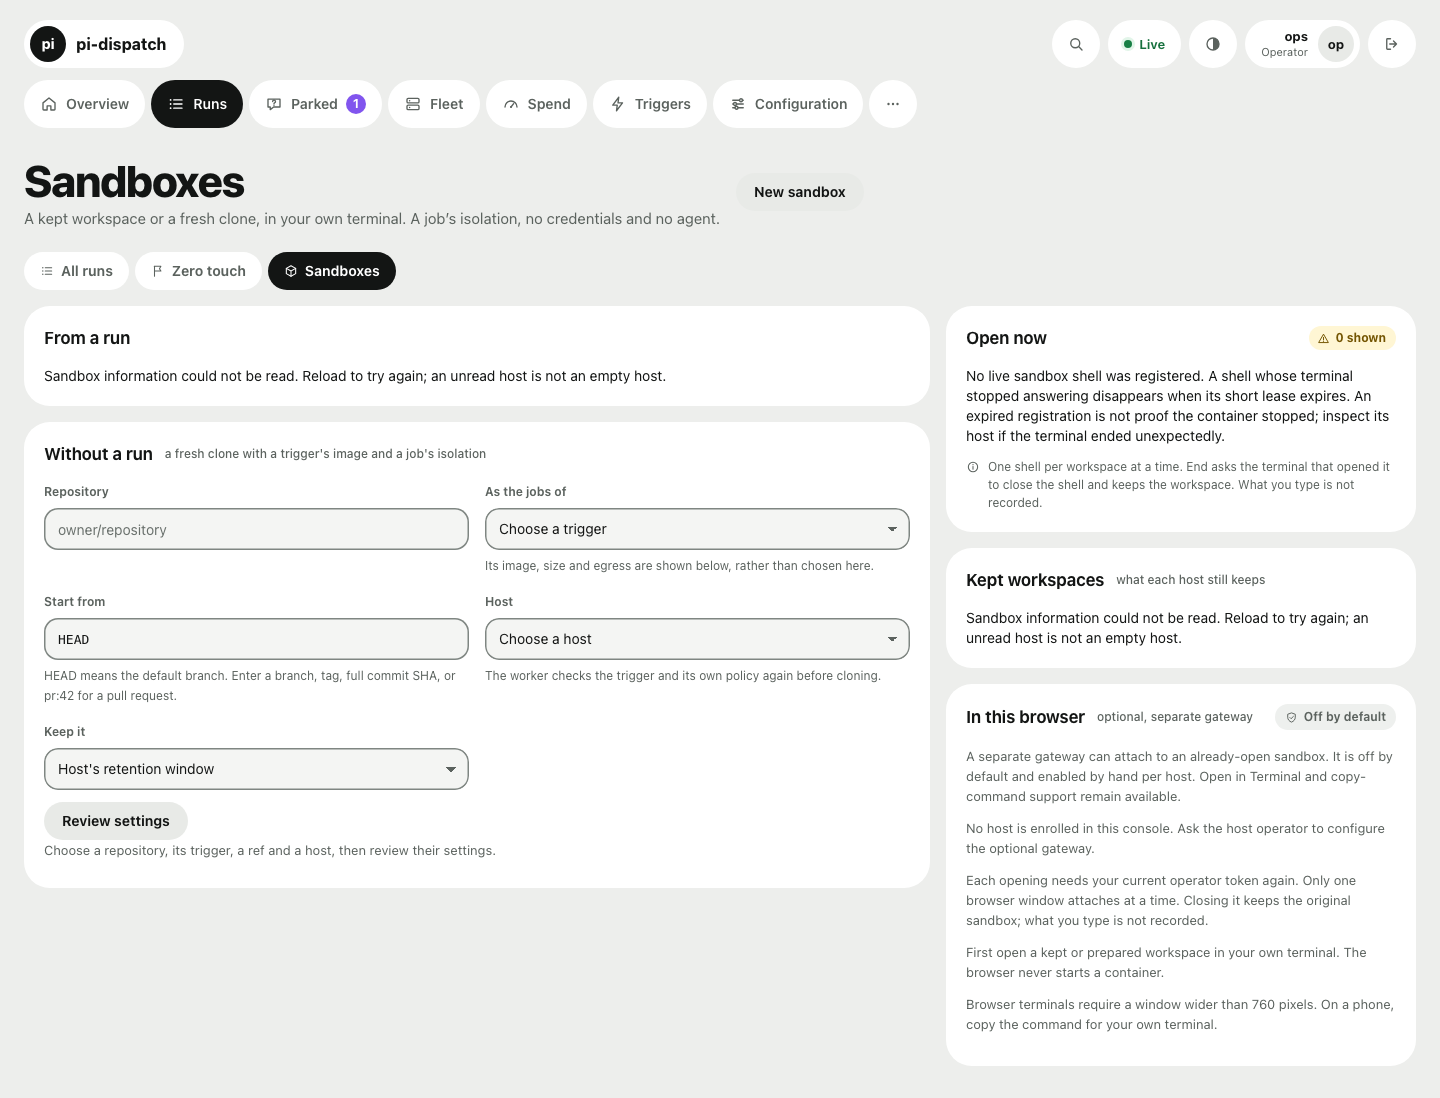 pi pi-dispatch
Live
ops
Operator
op
Overview
Runs
Parked 1
Fleet
Spend
Triggers
Configuration
Sandboxes
A kept workspace or a fresh clone, in your own terminal. A job’s isolation, no credentials and no agent.
New sandbox
All runs
Zero touch
Sandboxes
From a run
Sandbox information could not be read. Reload to try again; an unread host is not an empty host.
Without a run a fresh clone with a trigger's image and a job's isolation
Repository
owner/repository
As the jobs of
Choose a trigger
Its image, size and egress are shown below, rather than chosen here.
Start from
HEAD
HEAD means the default branch. Enter a branch, tag, full commit SHA, or
pr:42 for a pull request.
Host
Choose a host
The worker checks the trigger and its own policy again before cloning.
Keep it
Host's retention window
Review settings
Choose a repository, its trigger, a ref and a host, then review their settings.
Open now
0 shown
No live sandbox shell was registered. A shell whose terminal
stopped answering disappears when its short lease expires. An
expired registration is not proof the container stopped; inspect its
host if the terminal ended unexpectedly.
One shell per workspace at a time. End asks the terminal that opened it
to close the shell and keeps the workspace. What you type is not
recorded.
Kept workspaces what each host still keeps
Sandbox information could not be read. Reload to try again; an
unread host is not an empty host.
In this browser optional, separate gateway
Off by default
A separate gateway can attach to an already-open sandbox. It is off by
default and enabled by hand per host. Open in Terminal and copy-
command support remain available.
No host is enrolled in this console. Ask the host operator to configure
the optional gateway.
Each opening needs your current operator token again. Only one
browser window attaches at a time. Closing it keeps the original
sandbox; what you type is not recorded.
First open a kept or prepared workspace in your own terminal. The
browser never starts a container.
Browser terminals require a window wider than 760 pixels. On a phone,
copy the command for your own terminal.